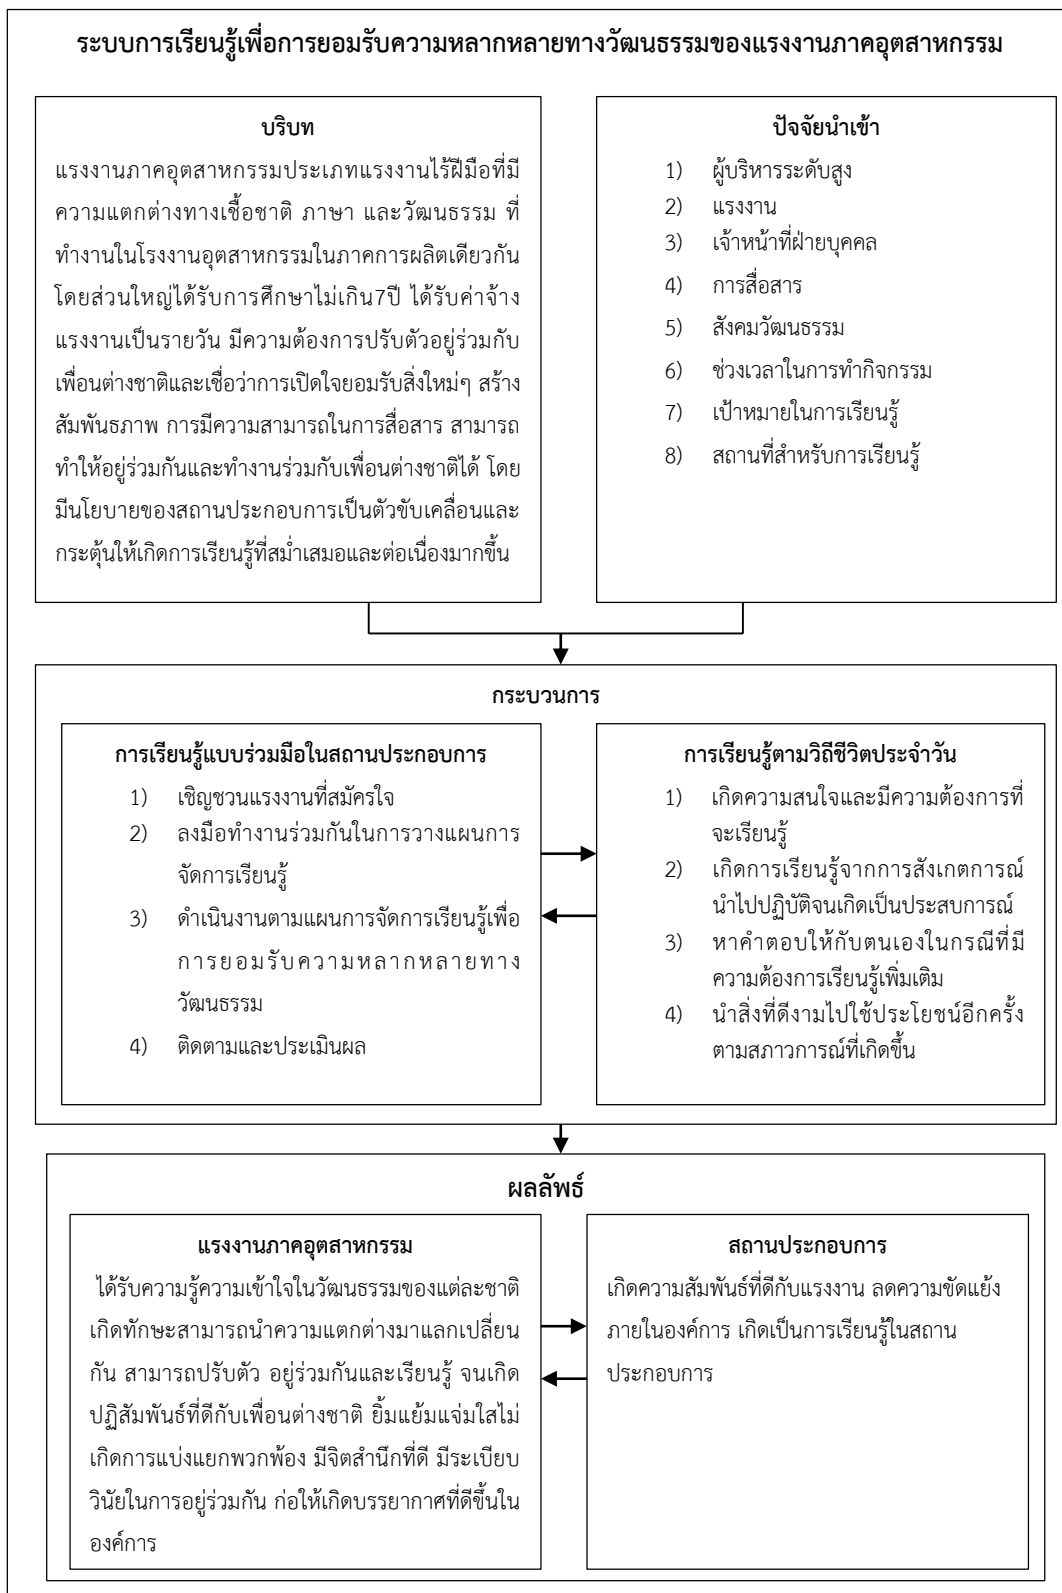 ระบบการเรียนรู้เพื่อการยอมรับความหลากหลายทางวัฒนธรรมของแรงงานภาคอุตสาหกรรม
บริบท
แรงงานภาคอุตสาหกรรมประเภทแรงงานไร้ฝีมือที่มี
ความแตกต่างทางเชื้อชาติ ภาษา และวัฒนธรรม ที่
ทำงานในโรงงานอุตสาหกรรมในภาคการผลิตเดียวกัน
โดยส่วนใหญ่ได้รับการศึกษาไม่เกิน7ปี ได้รับค่าจ้าง
แรงงานเป็นรายวัน มีความต้องการปรับตัวอยู่ร่วมกับ
เพื่อนต่างชาติและเชื่อว่าการเปิดใจยอมรับสิ่งใหม่ๆ สร้าง
สัมพันธภาพ การมีความสามารถในการสื่อสาร สามารถ
ทำให้อยู่ร่วมกันและทำงานร่วมกับเพื่อนต่างชาติได้ โดย
มีนโยบายของสถานประกอบการเป็นตัวขับเคลื่อนและ
กระตุ้นให้เกิดการเรียนรู้ที่สม่ำเสมอและต่อเนื่องมากขึ้น
ปัจจัยนำเข้า
1) ผู้บริหารระดับสูง
2) แรงงาน
3) เจ้าหน้าที่ฝ่ายบุคคล
4) การสื่อสาร
5) สังคมวัฒนธรรม
6) ช่วงเวลาในการทำกิจกรรม
7) เป้าหมายในการเรียนรู้
8) สถานที่สำหรับการเรียนรู้
กระบวนการ
การเรียนรู้แบบร่วมมือในสถานประกอบการ
1) เชิญชวนแรงงานที่สมัครใจ
2) ลงมือทำงานร่วมกันในการวางแผนการ
จัดการเรียนรู้
3) ดำเนินงานตามแผนการจัดการเรียนรู้เพื่อ
การยอมรับความหลากหลายทาง
วัฒนธรรม
4) ติดตามและประเมินผล
การเรียนรู้ตามวิถีชีวิตประจำวัน
1) เกิดความสนใจและมีความต้องการที่
จะเรียนรู้
2) เกิดการเรียนรู้จากการสังเกตการณ์
นำไปปฏิบัติจนเกิดเป็นประสบการณ์
3) หาคำตอบให้กับตนเองในกรณีที่มี
ความต้องการเรียนรู้เพิ่มเติม
4) นำสิ่งที่ดีงามไปใช้ประโยชน์อีกครั้ง
ตามสภาวการณ์ที่เกิดขึ้น
ผลลัพธ์
แรงงานภาคอุตสาหกรรม
ได้รับความรู้ความเข้าใจในวัฒนธรรมของแต่ละชาติ
เกิดทักษะสามารถนำความแตกต่างมาแลกเปลี่ยน
กัน สามารถปรับตัว อยู่ร่วมกันและเรียนรู้ จนเกิด
ปฏิสัมพันธ์ที่ดีกับเพื่อนต่างชาติ ยิ้มแย้มแจ่มใสไม่
เกิดการแบ่งแยกพวกพ้อง มีจิตสำนึกที่ดี มีระเบียบ
วินัยในการอยู่ร่วมกัน ก่อให้เกิดบรรยากาศที่ดีขึ้นใน
องค์การ
สถานประกอบการ
เกิดความสัมพันธ์ที่ดีกับแรงงาน ลดความขัดแย้ง
ภายในองค์การ เกิดเป็นการเรียนรู้ในสถาน
ประกอบการ